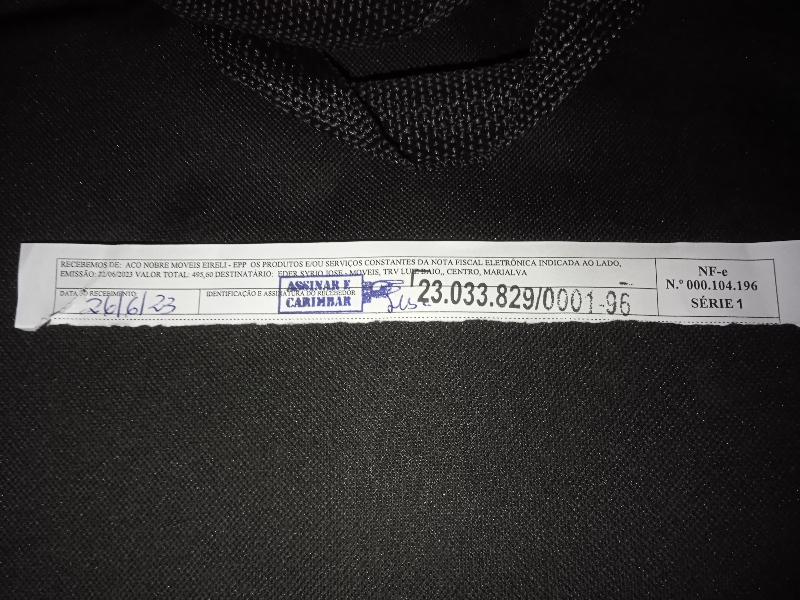 RECEBEMOS DE: ACO NOBRE MOVEIS EIRELI - EPP OS PRODUTOS E/OU SERVIÇOS CONSTANTES DA NOTA FISCAL ELETRÔNICA INDICADA AO LADO,
EMISSÃO: 22/06/2023 VALOR TOTAL: 495,60 DESTINATÁRIO: EDER SYRIO JOSE - MOVEIS, TRV LUIZ BAIO,, CENTRO, MARIALVA
DATA DO RECEBIMENTO
26/6/23
IDENTIFICAÇÃO E ASSINATURA DO RECEBEDOR
ASSINAR E
CARIMBAR
23.033.829/0001-96
NF-e
N.º 000.104.196
SÉRIE 1